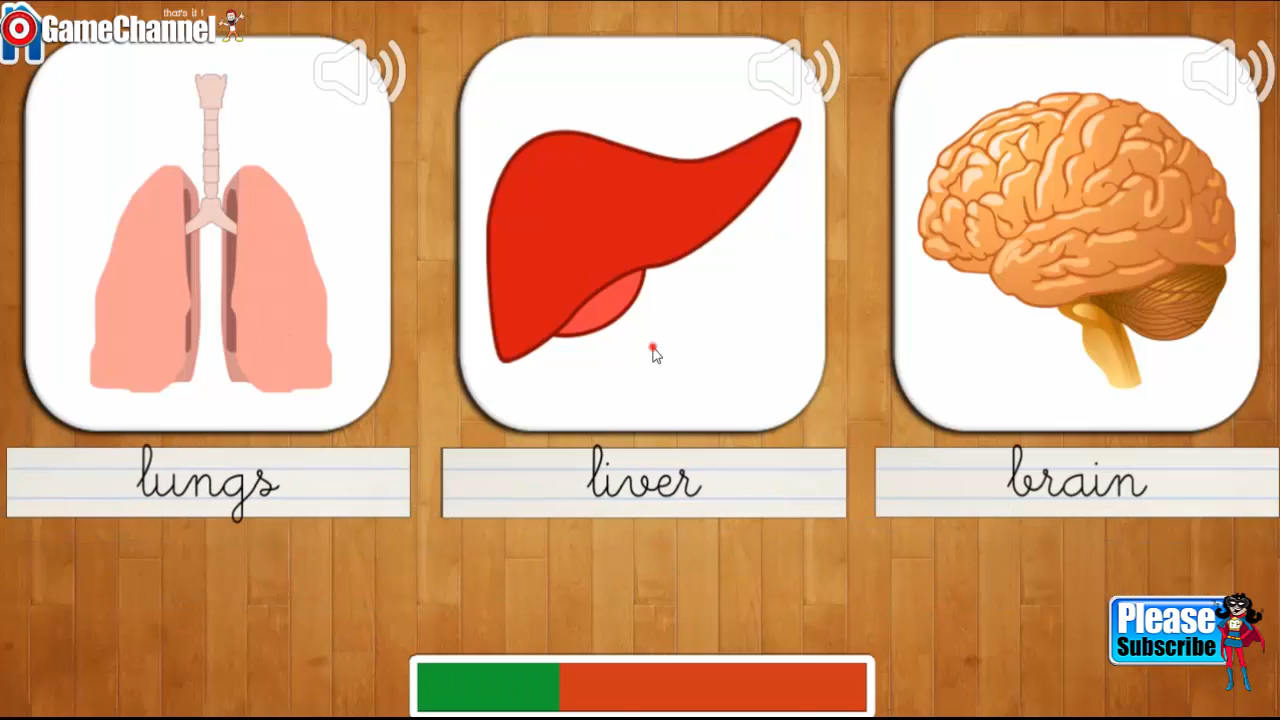 that's it !
GameChannel
lungs
liver
brain
Please
Subscribe